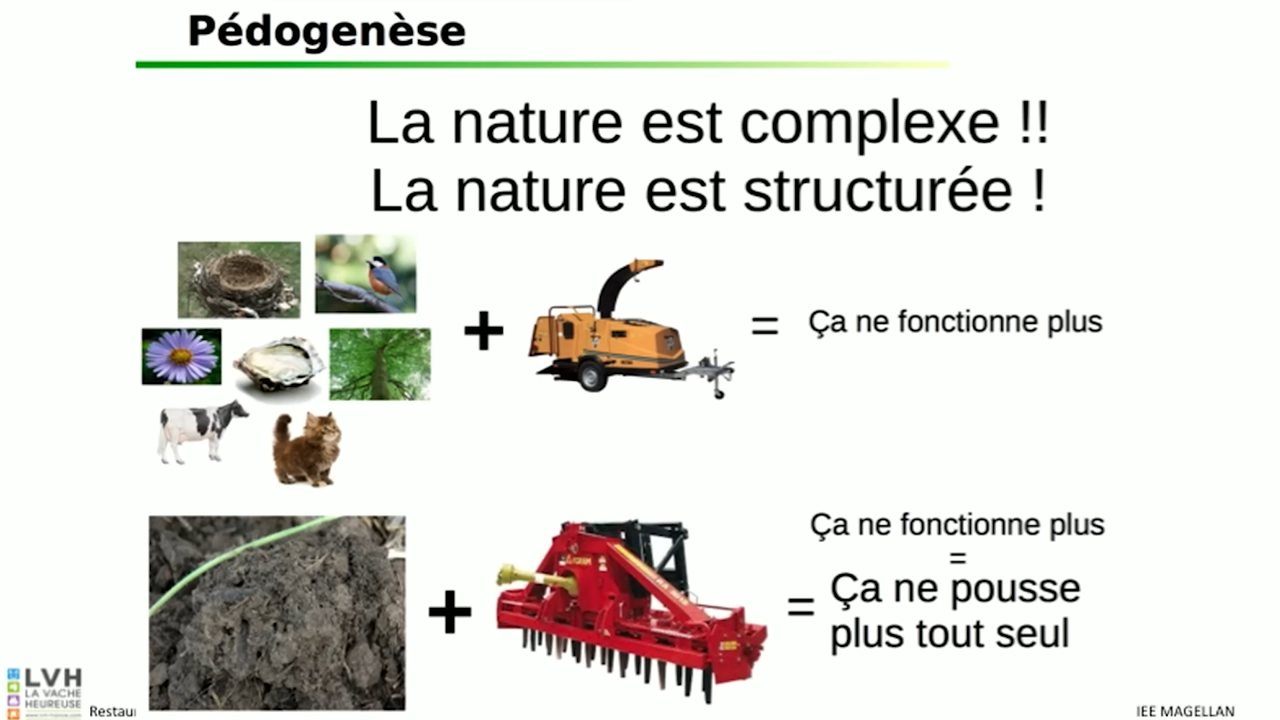 Pédogenèse
La nature est complexe !!
La nature est structurée !
+
= Ça ne fonctionne plus
Ça ne fonctionne plus
=
+
= Ça ne pousse
plus tout seul
LVH
LA VACHE
HEUREUSE
IEE MAGELLAN